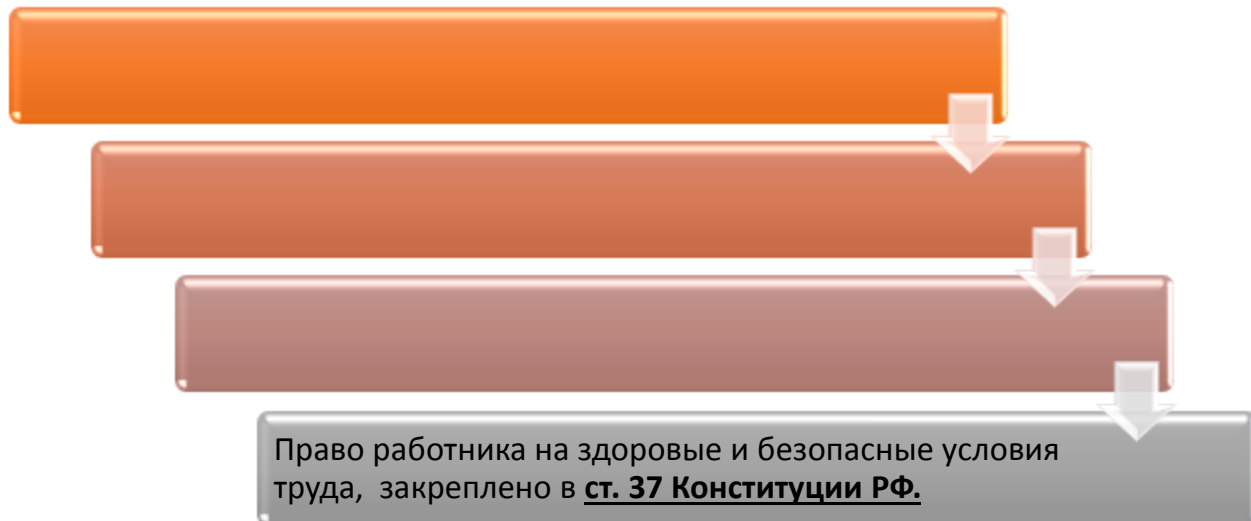 Право работника на здоровые и безопасные условия
труда, закреплено в ст. 37 Конституции РФ.